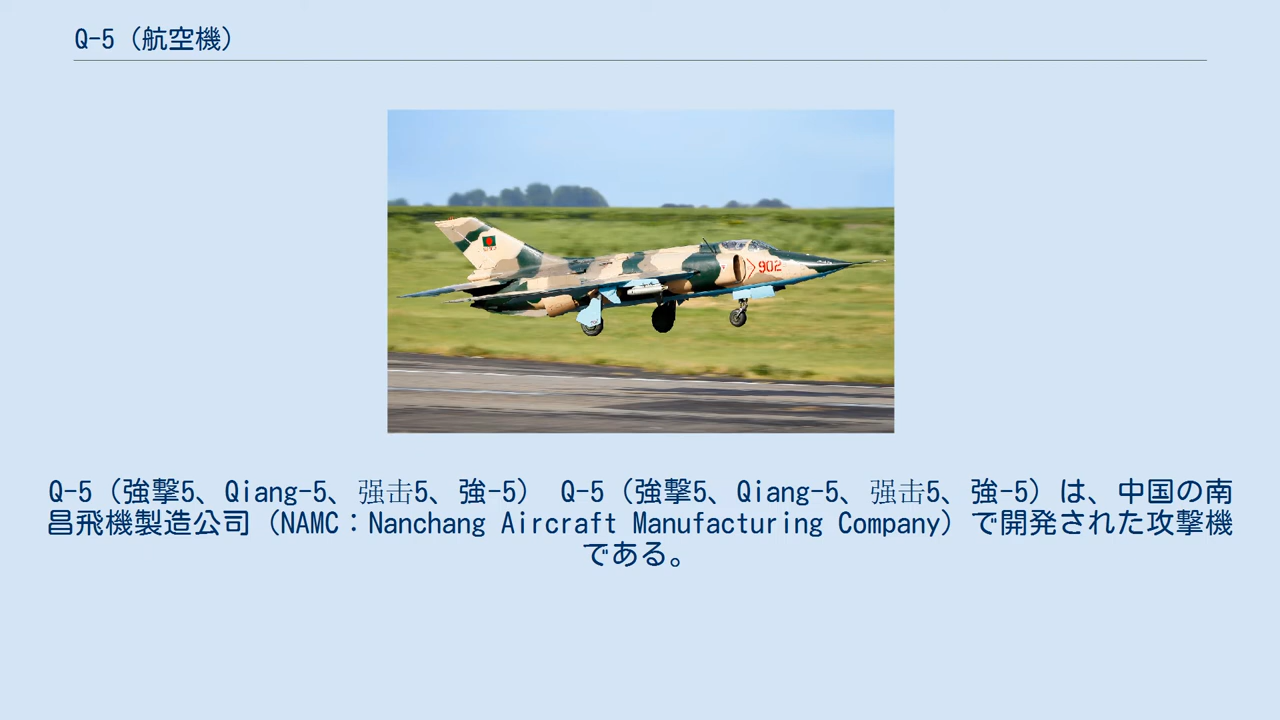 Q-5（航空機）
902
Q-5（強撃5、Qiang-5、强击5、強-5） Q-5（強撃5、Qiang-5、强击5、強-5）は、中国の南
昌飛機製造公司（NAMC：Nanchang Aircraft Manufacturing Company）で開発された攻撃機
である。